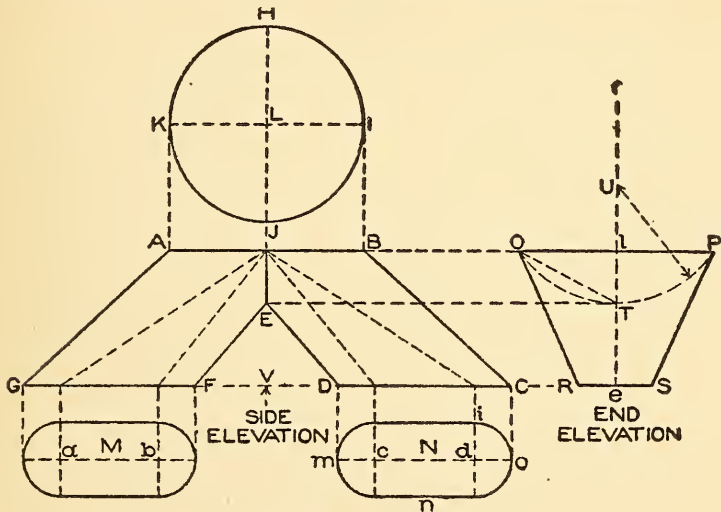 H
K L I
U
J
A B O l P
E T
G F V D C R e S
SIDE
ELEVATION
i
END
ELEVATION
a M b
m c N d o
n